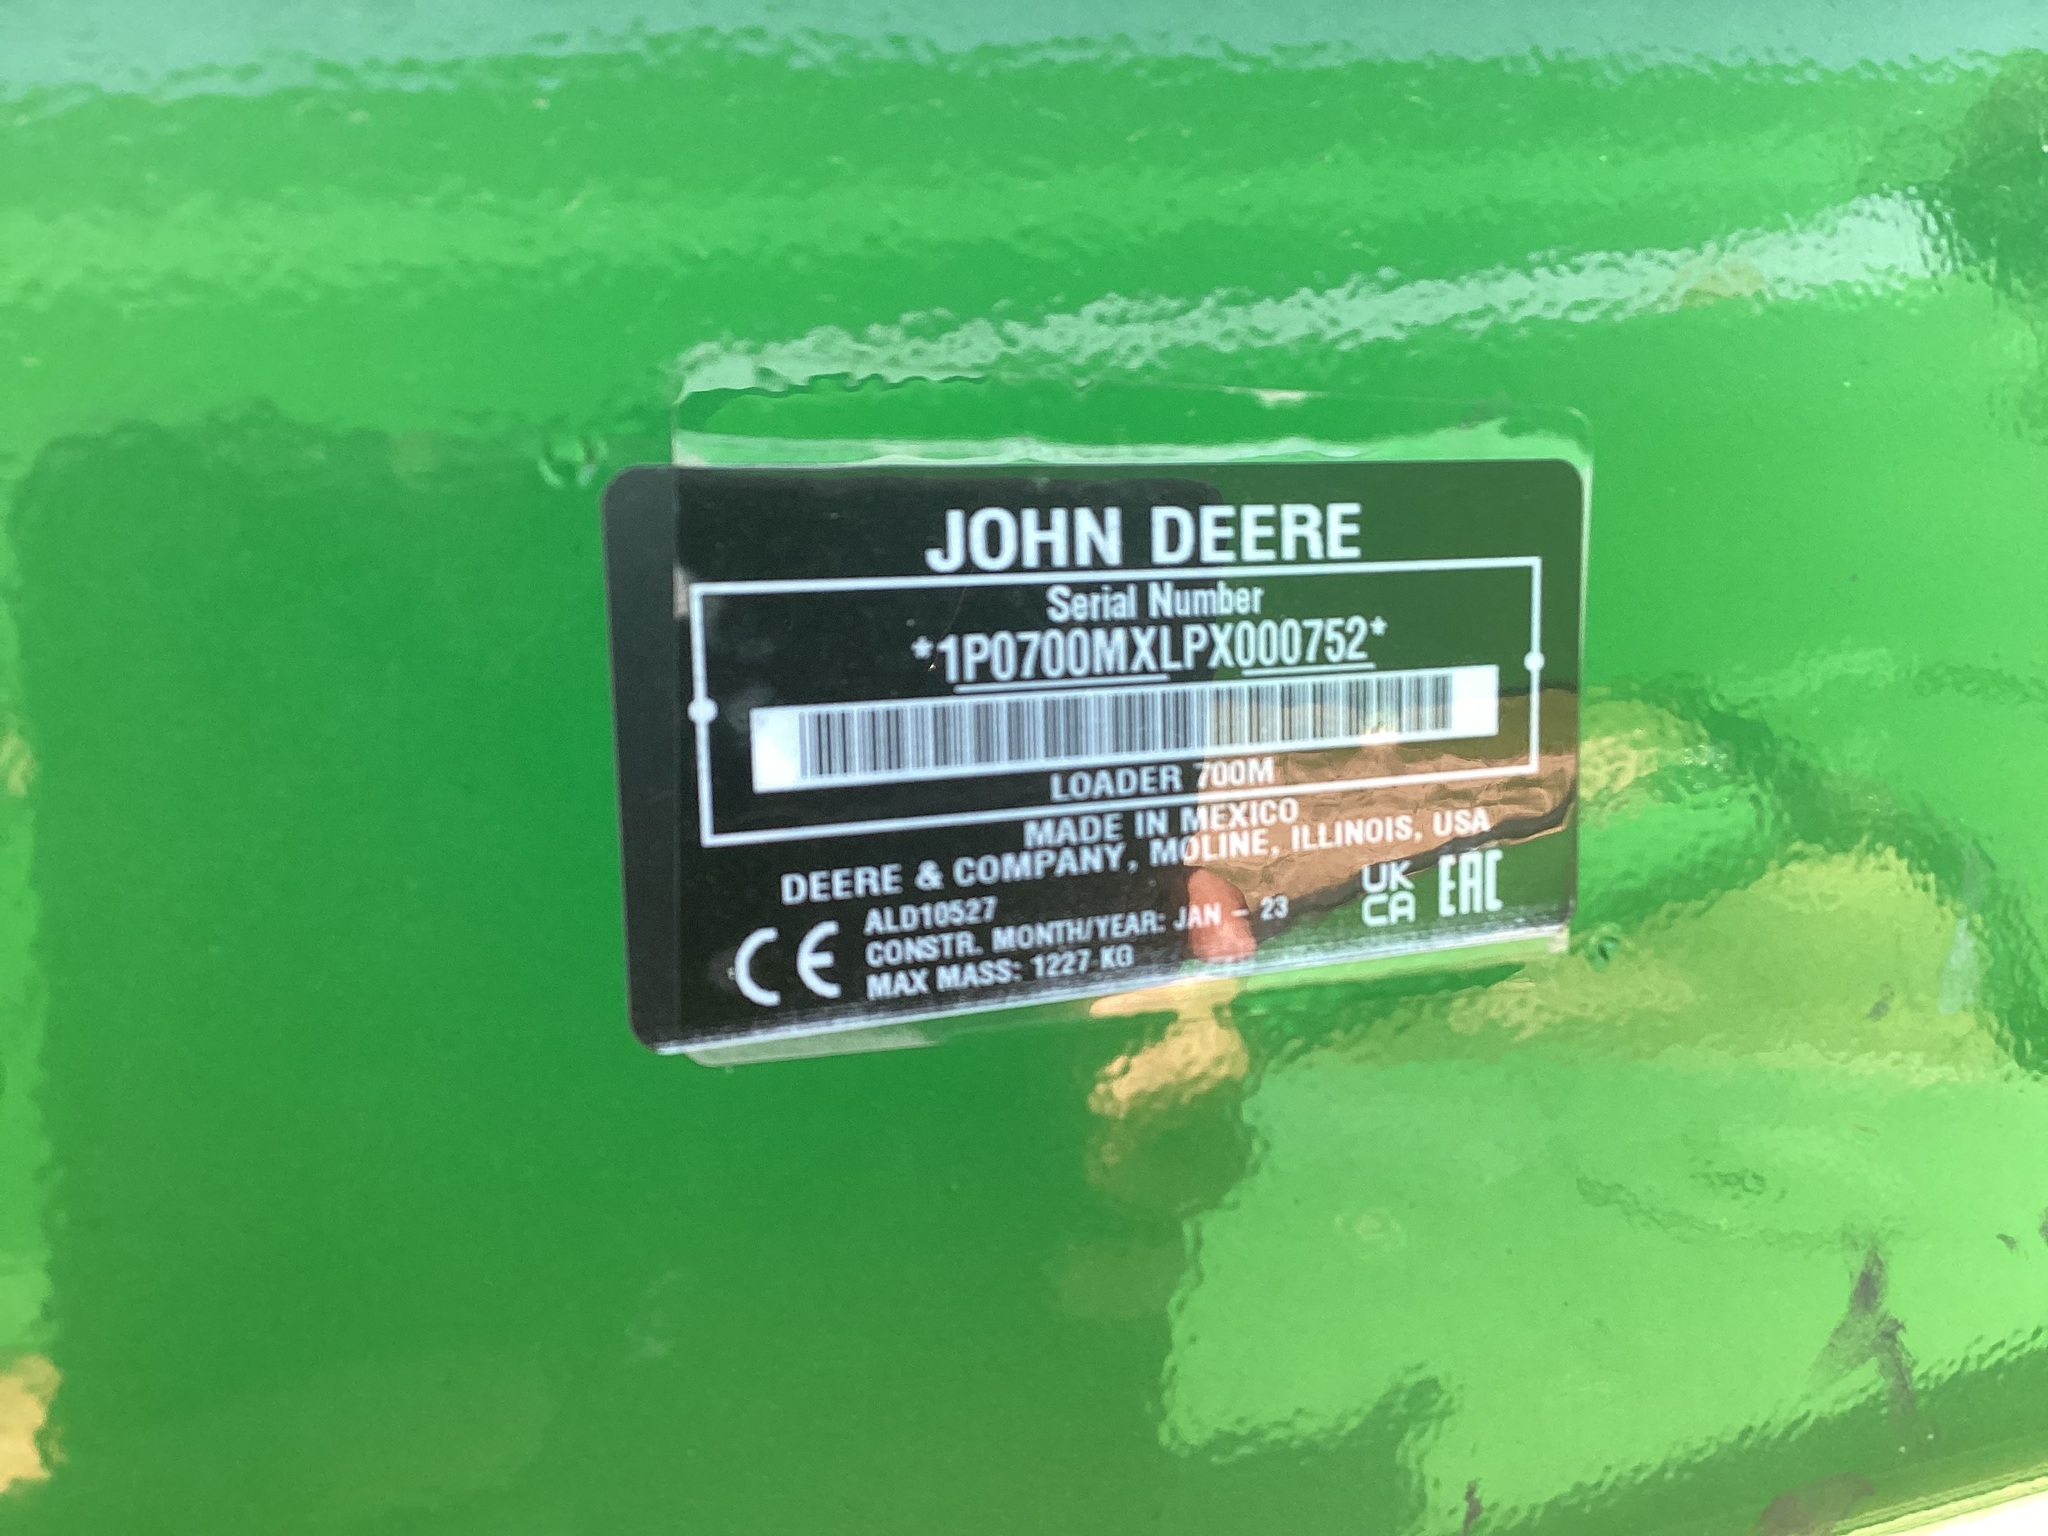 JOHN DEERE
Serial Number
*1P0700MXLPX000752*
LOADER 700M
MADE IN MEXICO
DEERE & COMPANY, MOLINE, ILLINOIS, USA
ALD10527
CONSTR. MONTH/YEAR: JAN - 23
MAX MASS: 1227 KG
CE
UK
CA
EAC